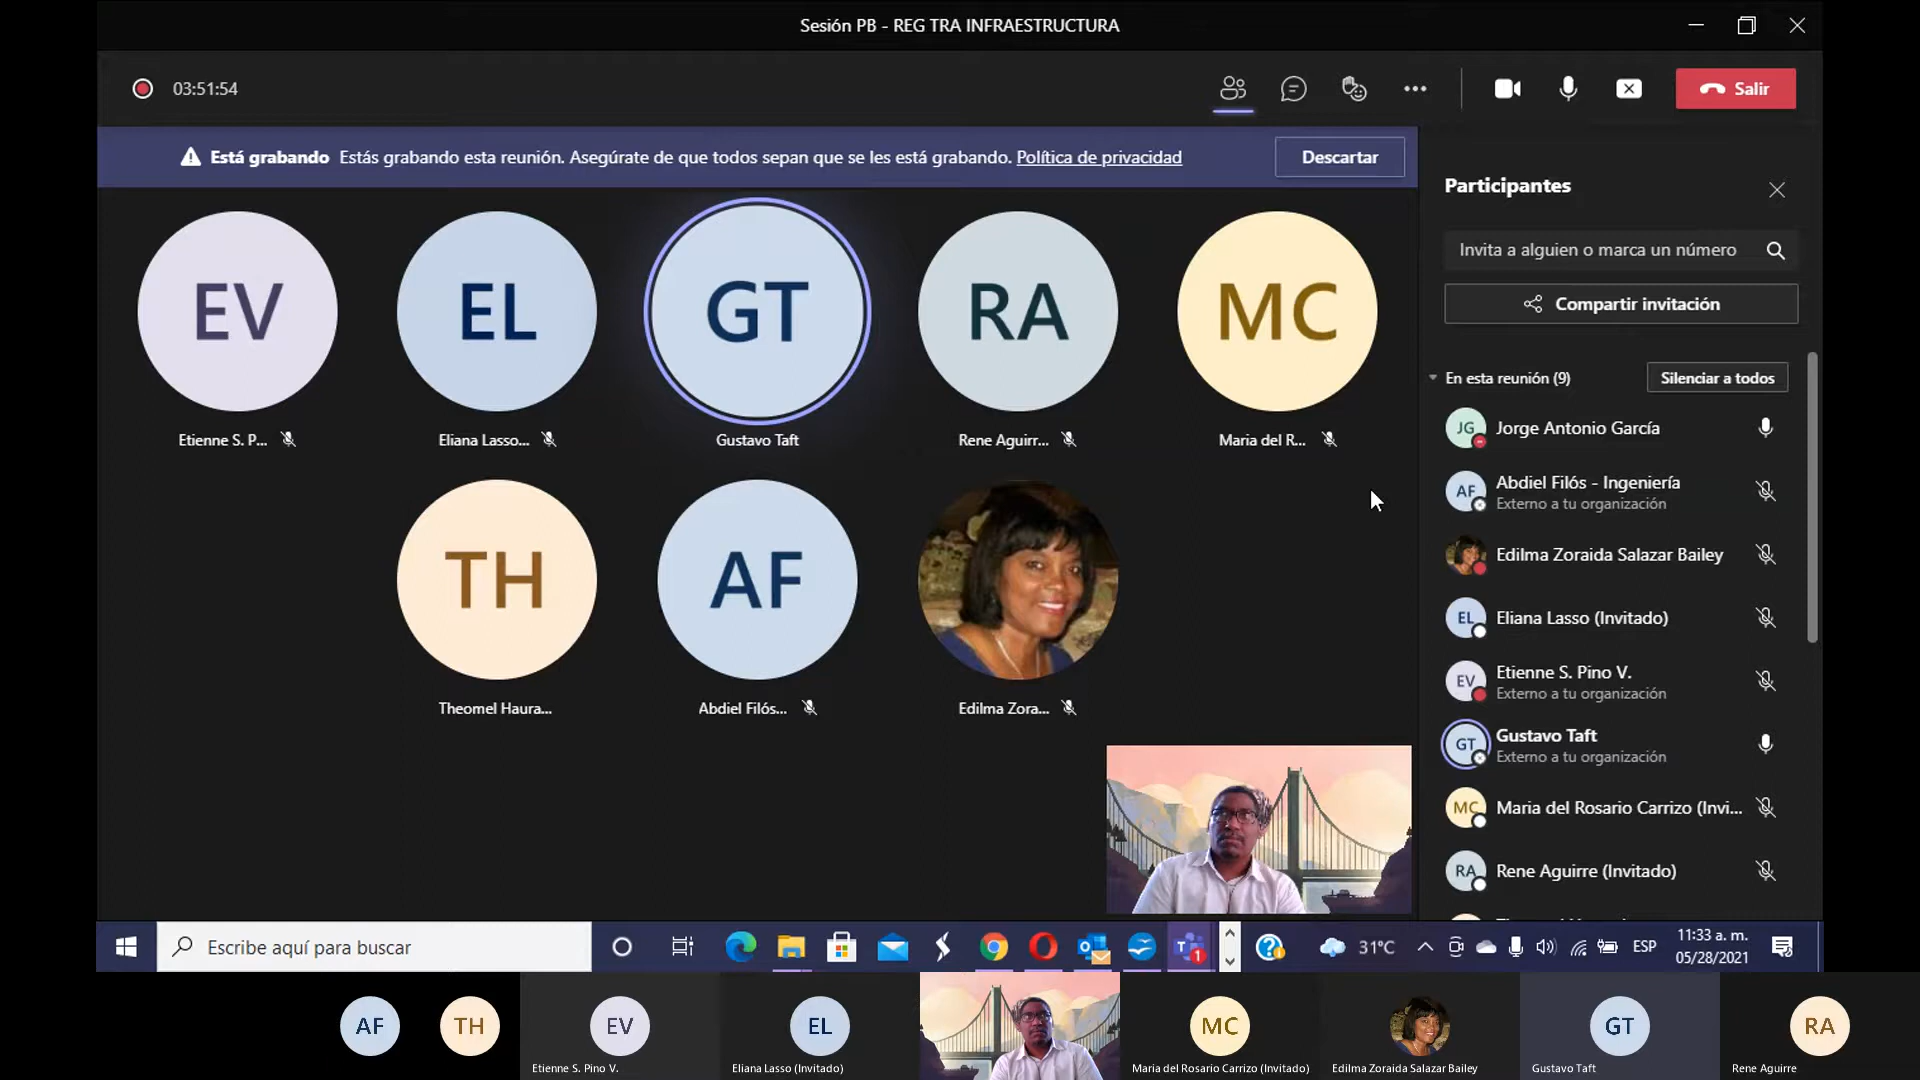 Sesión PB - REG TRA INFRAESTRUCTURA
03:51:54
Salir
Está grabando Estás grabando esta reunión. Asegúrate de que todos sepan que se les está grabando. Política de privacidad
Descartar
EV
EL
GT
RA
MC
Etienne S. P...
Eliana Lasso...
Gustavo Taft
Rene Aguirr...
Maria del R...
TH
AF
Theomel Haura...
Abdiel Filós...
Edilma Zora...
Participantes
Invita a alguien o marca un número
Compartir invitación
En esta reunión (9)
Silenciar a todos
JG
Jorge Antonio García
AF
Abdiel Filós - Ingeniería
Externo a tu organización
Edilma Zoraida Salazar Bailey
EL
Eliana Lasso (Invitado)
EV
Etienne S. Pino V.
Externo a tu organización
GT
Gustavo Taft
Externo a tu organización
MC
Maria del Rosario Carrizo (Invi...
RA
Rene Aguirre (Invitado)
Escribe aquí para buscar
1
31°C
ESP
11:33 a. m.
05/28/2021
AF
TH
EV
EL
MC
GT
RA
Etienne S. Pino V.
Eliana Lasso (Invitado)
Maria del Rosario Carrizo (Invitado)
Edilma Zoraida Salazar Bailey
Gustavo Taft
Rene Aguirre